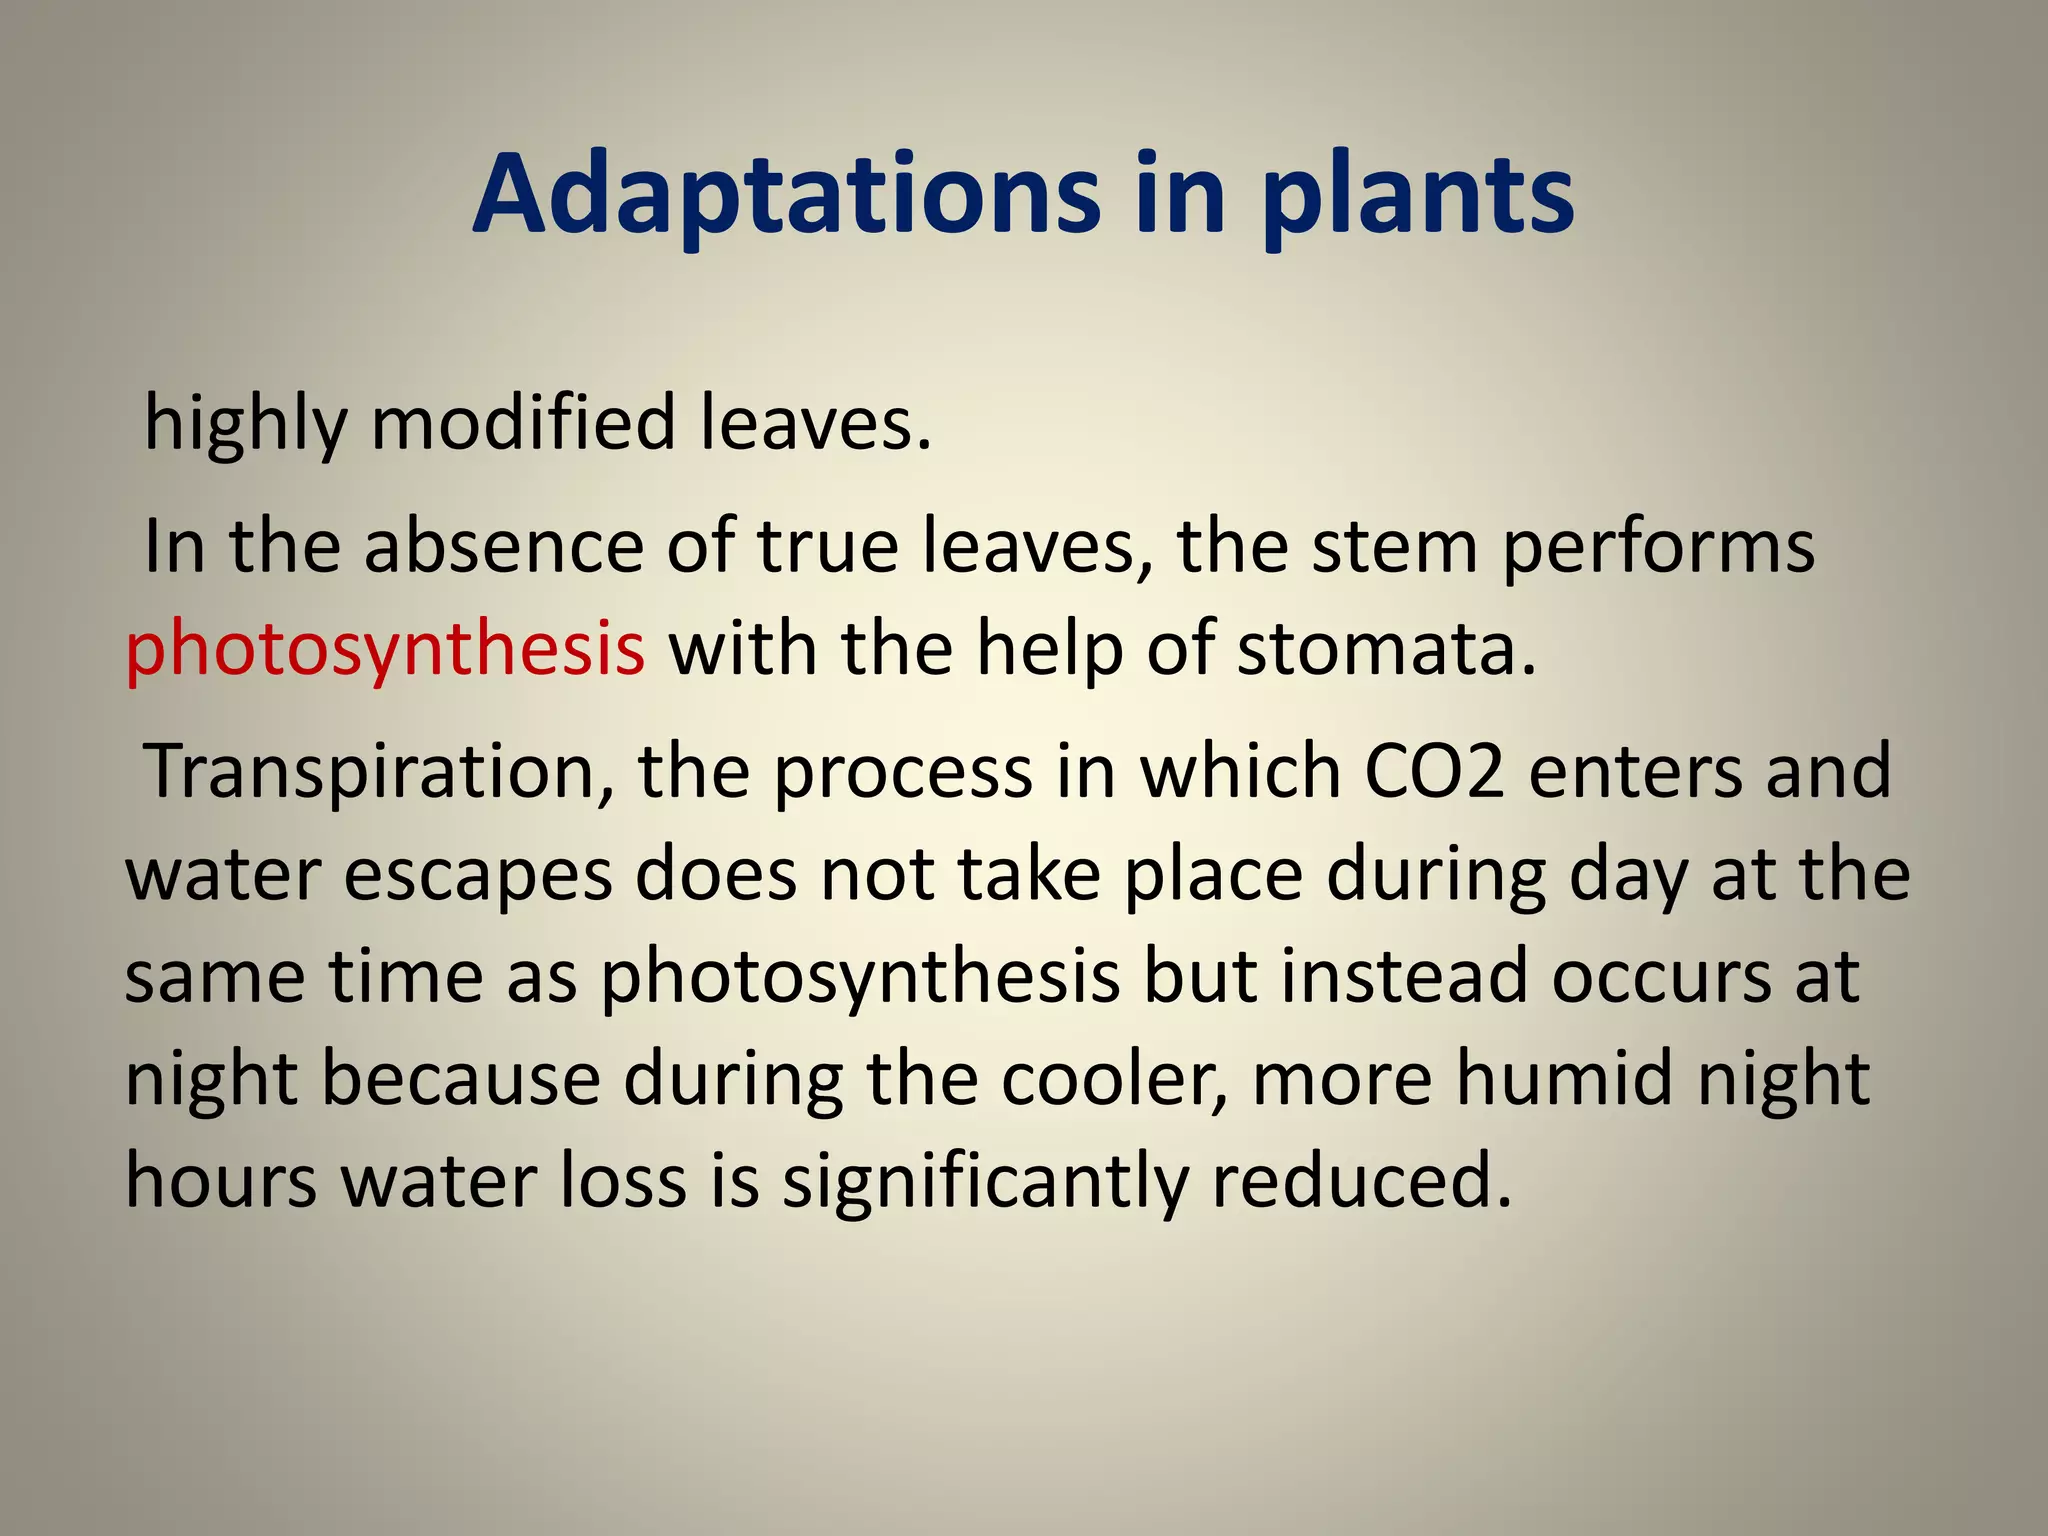 Adaptations in plants
highly modified leaves.
In the absence of true leaves, the stem performs
photosynthesis with the help of stomata.
Transpiration, the process in which CO2 enters and
water escapes does not take place during day at the
same time as photosynthesis but instead occurs at
night because during the cooler, more humid night
hours water loss is significantly reduced.